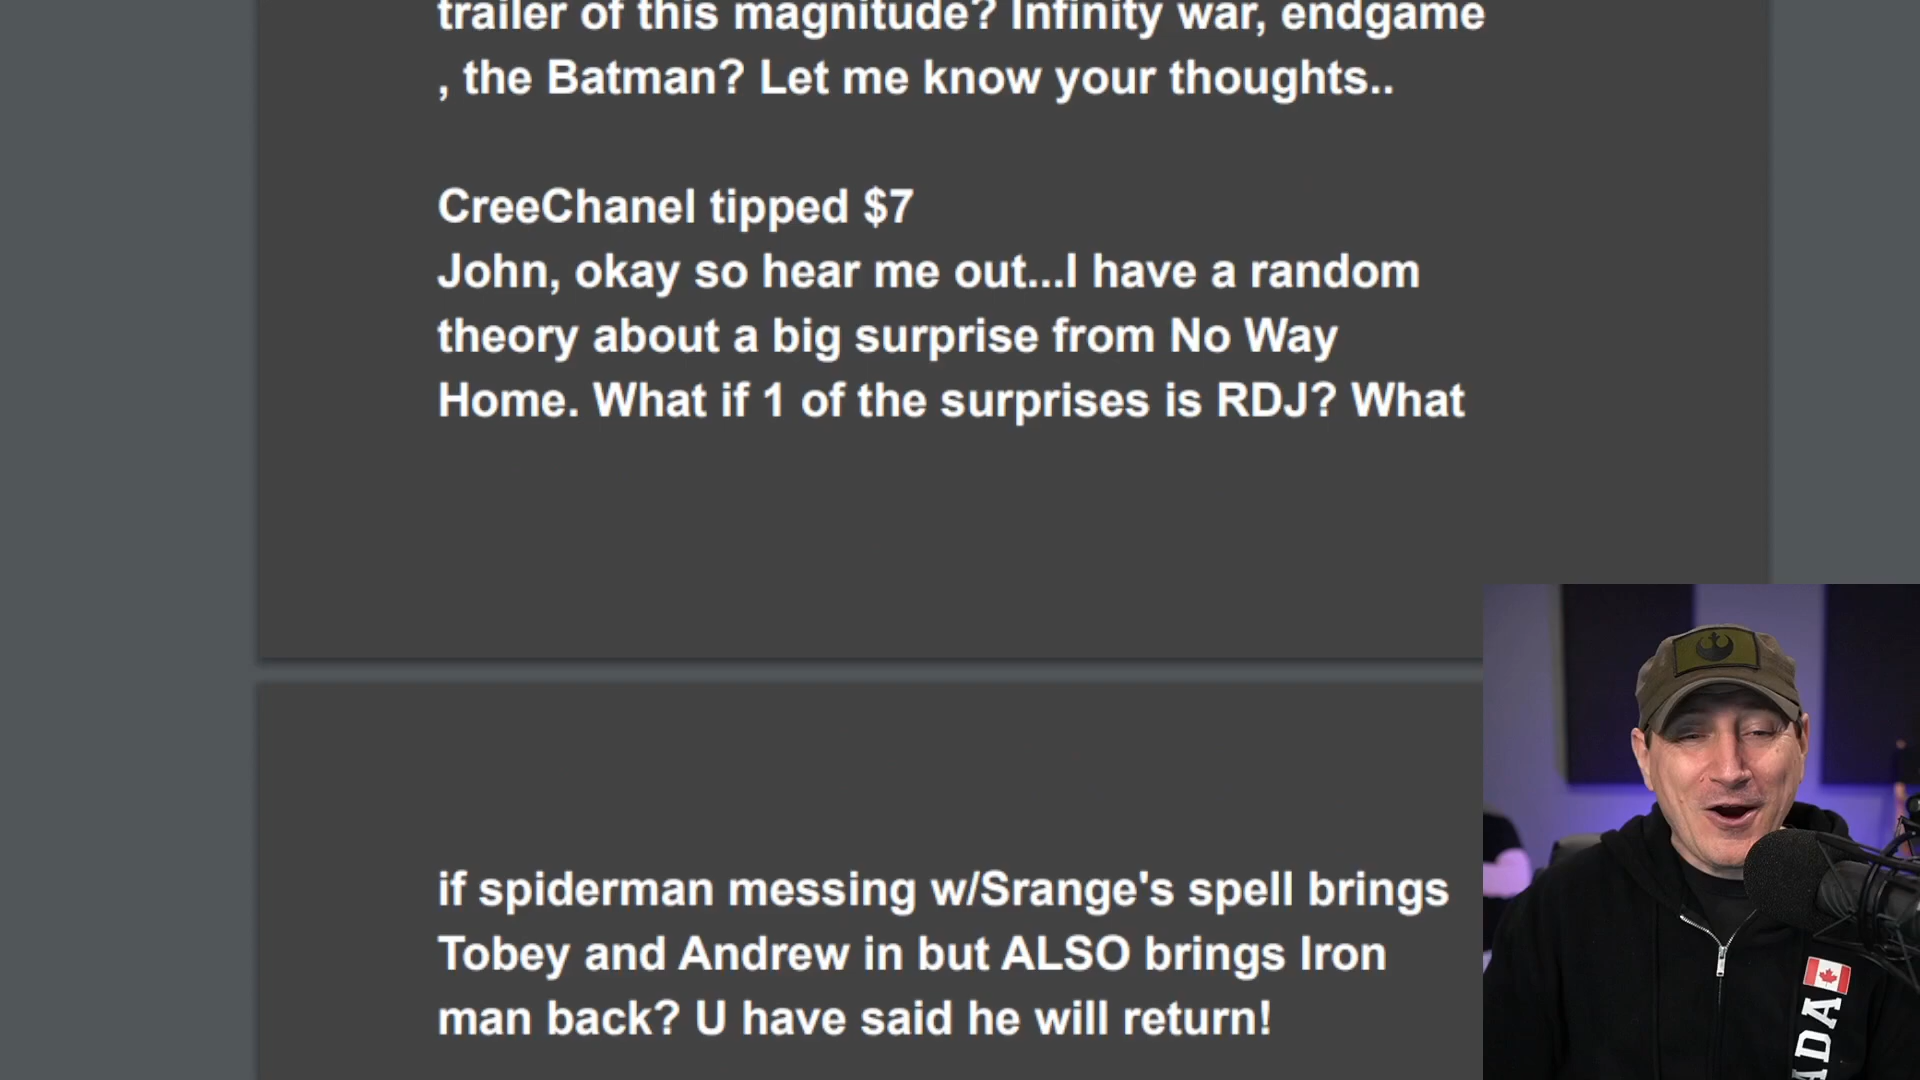 trailer of this magnitude? Infinity war, endgame
, the Batman? Let me know your thoughts..
CreeChanel tipped $7
John, okay so hear me out...I have a random
theory about a big surprise from No Way
Home. What if 1 of the surprises is RDJ? What
if spiderman messing w/Srange's spell brings
Tobey and Andrew in but ALSO brings Iron
man back? U have said he will return!
ADA